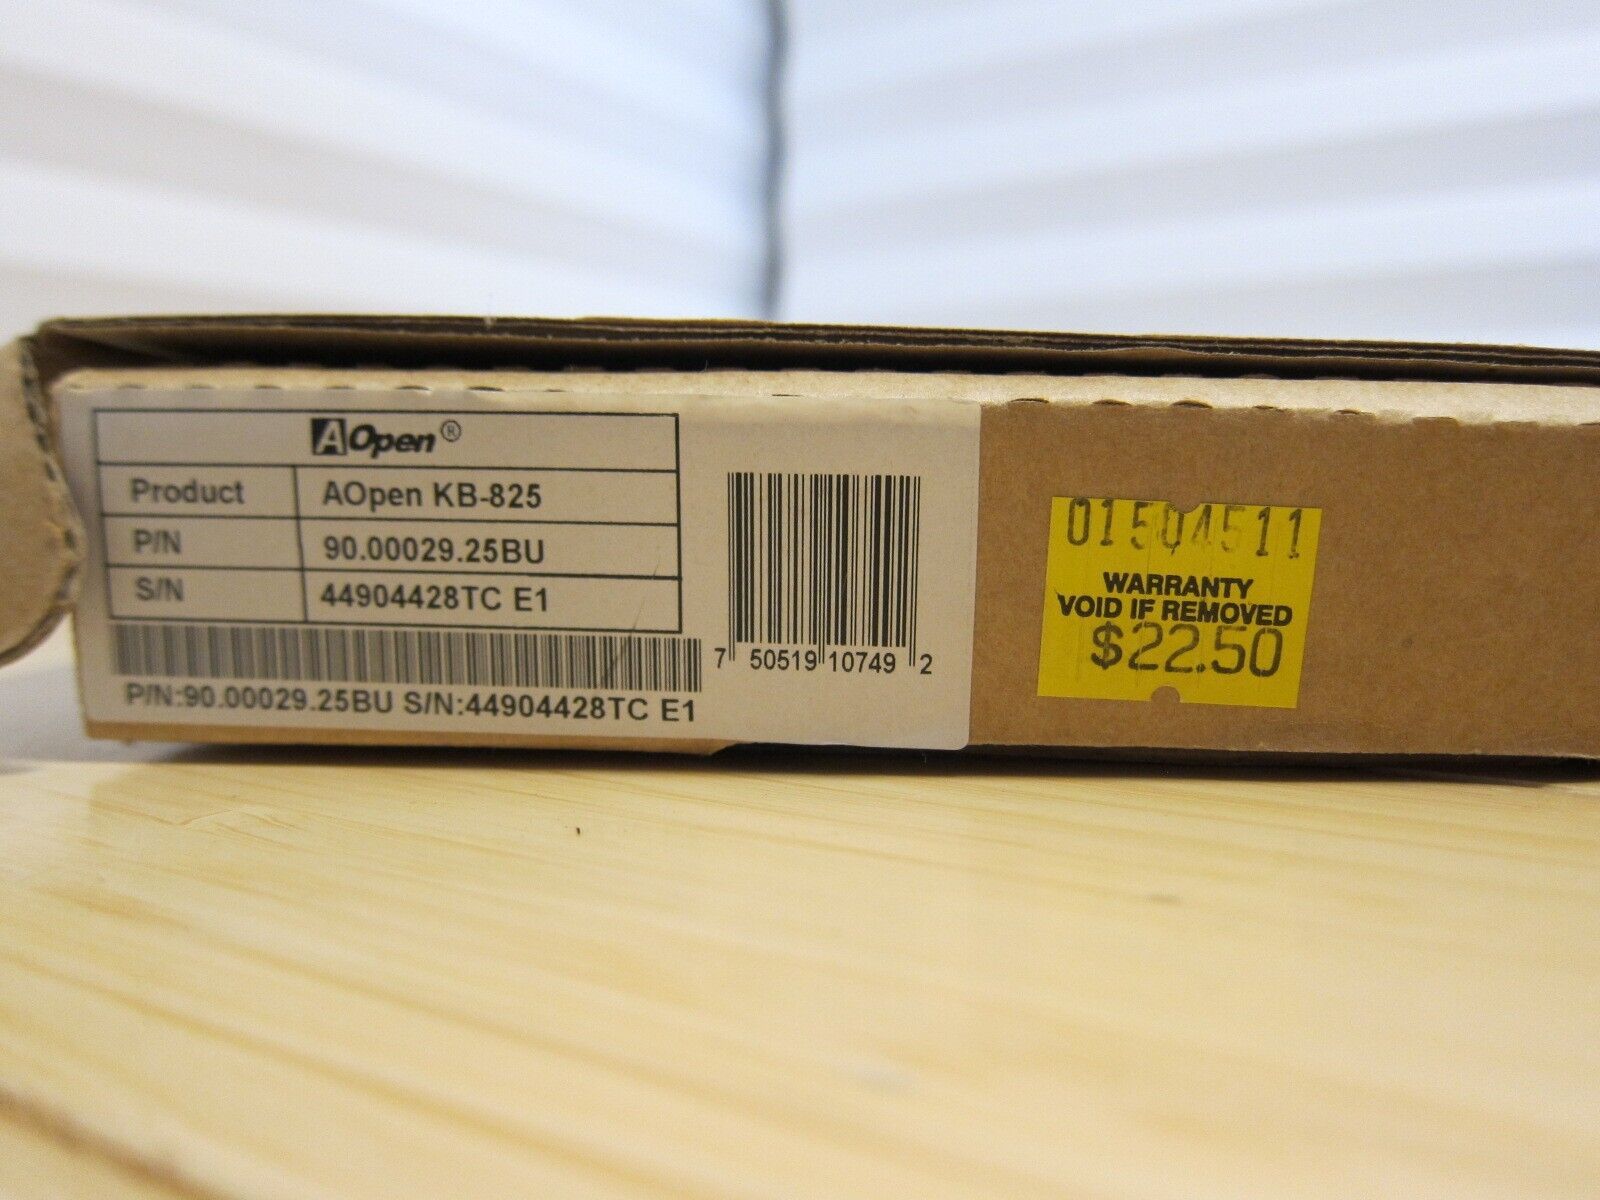 AOpen®
Product AOpen KB-825
P/N 90.00029.25BU
S/N 44904428TC E1
P/N:90.00029.25BU S/N:44904428TC E1
7 50519 10749 2
01504511
WARRANTY
VOID IF REMOVED
$22.50